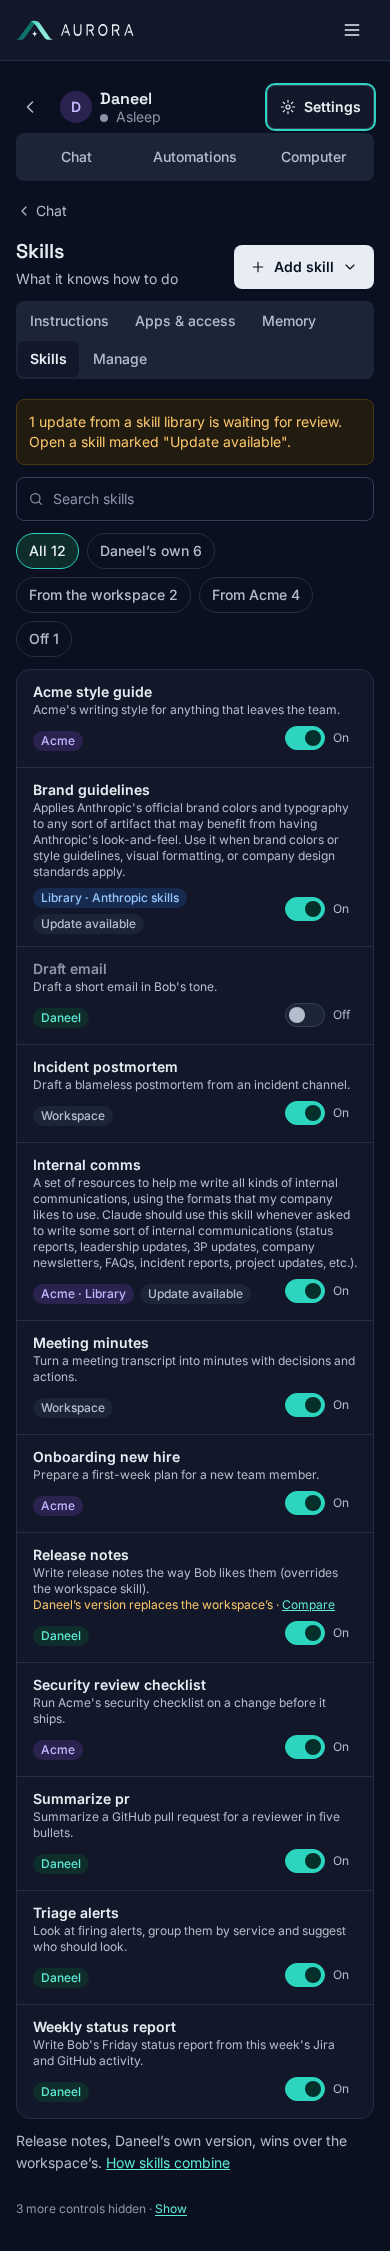 AURORA
D
Daneel
Asleep
Settings
Chat
Automations
Computer
Chat
Skills
What it knows how to do
Add skill
Instructions
Apps & access
Memory
Skills
Manage
1 update from a skill library is waiting for review.
Open a skill marked "Update available".
Search skills
All 12
Daneel’s own 6
From the workspace 2
From Acme 4
Off 1
Acme style guide
Acme's writing style for anything that leaves the team.
Acme
On
Brand guidelines
Applies Anthropic's official brand colors and typography
to any sort of artifact that may benefit from having
Anthropic's look-and-feel. Use it when brand colors or
style guidelines, visual formatting, or company design
standards apply.
Library · Anthropic skills
Update available
On
Draft email
Draft a short email in Bob's tone.
Daneel
Off
Incident postmortem
Draft a blameless postmortem from an incident channel.
Workspace
On
Internal comms
A set of resources to help me write all kinds of internal
communications, using the formats that my company
likes to use. Claude should use this skill whenever asked
to write some sort of internal communications (status
reports, leadership updates, 3P updates, company
newsletters, FAQs, incident reports, project updates, etc.).
Acme · Library
Update available
On
Meeting minutes
Turn a meeting transcript into minutes with decisions and
actions.
Workspace
On
Onboarding new hire
Prepare a first-week plan for a new team member.
Acme
On
Release notes
Write release notes the way Bob likes them (overrides
the workspace skill).
Daneel’s version replaces the workspace’s · Compare
Daneel
On
Security review checklist
Run Acme's security checklist on a change before it
ships.
Acme
On
Summarize pr
Summarize a GitHub pull request for a reviewer in five
bullets.
Daneel
On
Triage alerts
Look at firing alerts, group them by service and suggest
who should look.
Daneel
On
Weekly status report
Write Bob's Friday status report from this week's Jira
and GitHub activity.
Daneel
On
Release notes, Daneel’s own version, wins over the
workspace’s. How skills combine
3 more controls hidden · Show